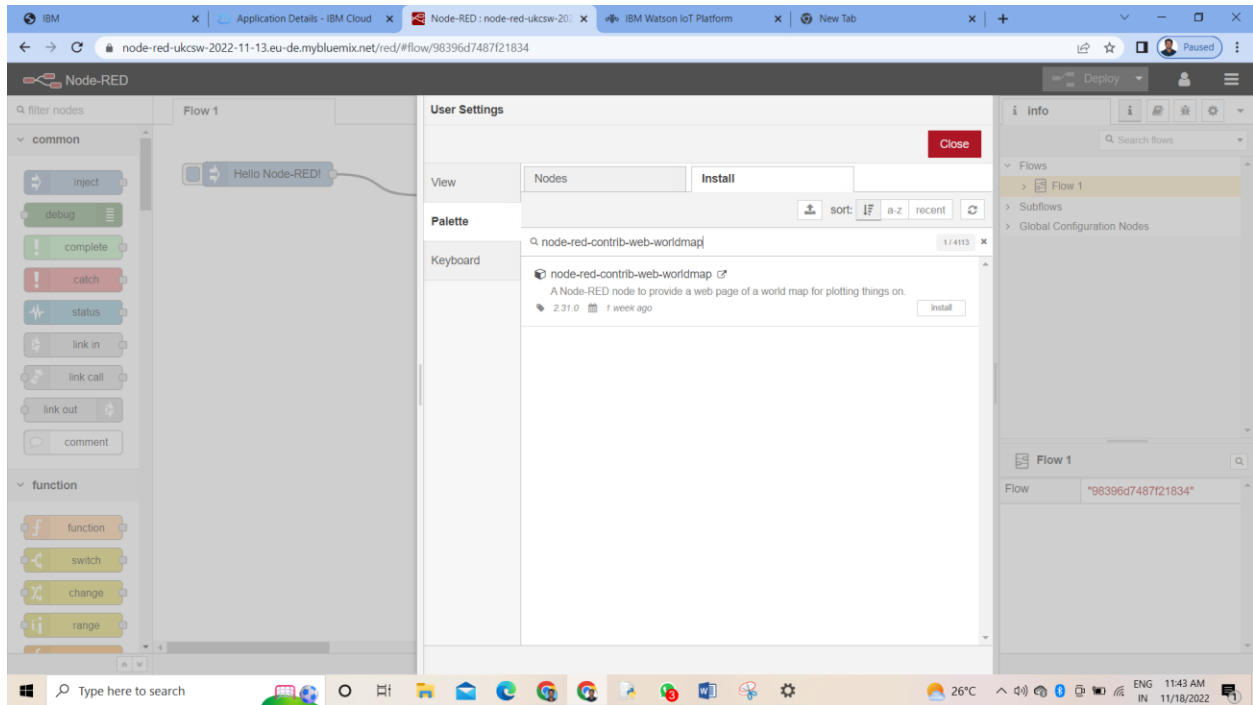 IBM
Application Details - IBM Cloud
Node-RED : node-red-ukcsw-202
IBM Watson IoT Platform
New Tab
node-red-ukcsw-2022-11-13.eu-de.mybluemix.net/red/#flow/98396d7487f21834
Paused
Node-RED
Deploy
filter nodes
Flow 1
User Settings
info
Close
Search flows
common
inject
debug
complete
catch
status
link in
link call
link out
comment
function
function
switch
change
range
Hello Node-RED!
View
Palette
Keyboard
Nodes
Install
sort: a-z recent
node-red-contrib-web-worldmap
1 / 4113
node-red-contrib-web-worldmap
A Node-RED node to provide a web page of a world map for plotting things on.
2.31.0 1 week ago
install
Flows
Flow 1
Subflows
Global Configuration Nodes
Flow 1
Flow "98396d7487f21834"
Type here to search
3
26°C
ENG 11:43 AM
IN 11/18/2022
1